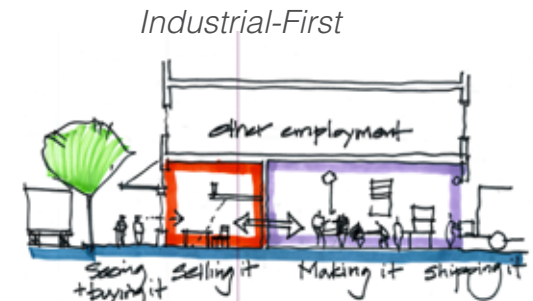 Industrial-First
other employment
Seeing + buying it
Selling it
Making it
Shipping it